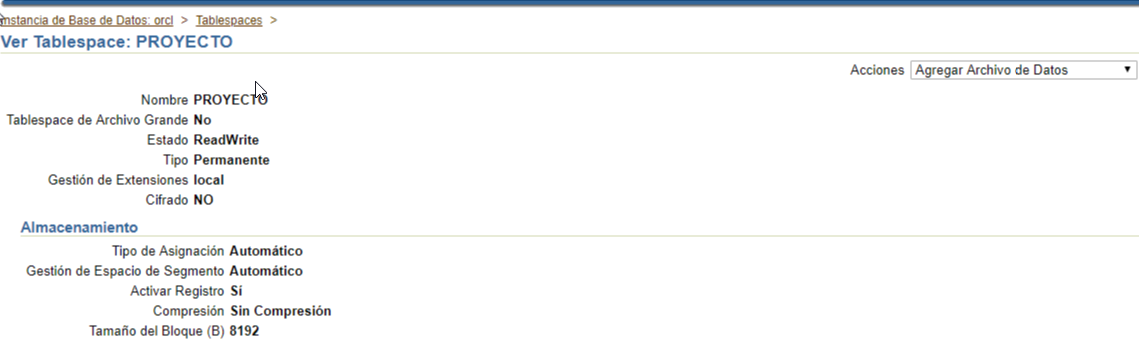 nstancia de Base de Datos: orcl > Tablespaces >
Ver Tablespace: PROYECTO
Acciones Agregar Archivo de Datos
Nombre PROYECTO
Tablespace de Archivo Grande No
Estado ReadWrite
Tipo Permanente
Gestión de Extensiones local
Cifrado NO
Almacenamiento
Tipo de Asignación Automático
Gestión de Espacio de Segmento Automático
Activar Registro Sí
Compresión Sin Compresión
Tamaño del Bloque (B) 8192